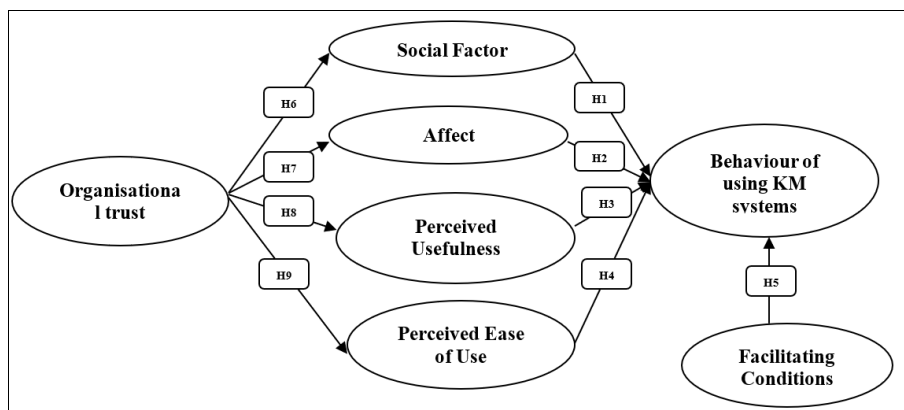 Social Factor
H6
H1
Affect
H7
H2
Organisationa
l trust
Behaviour of
using KM
systems
H8
H3
Perceived
Usefulness
H9
H4
H5
Perceived Ease
of Use
Facilitating
Conditions